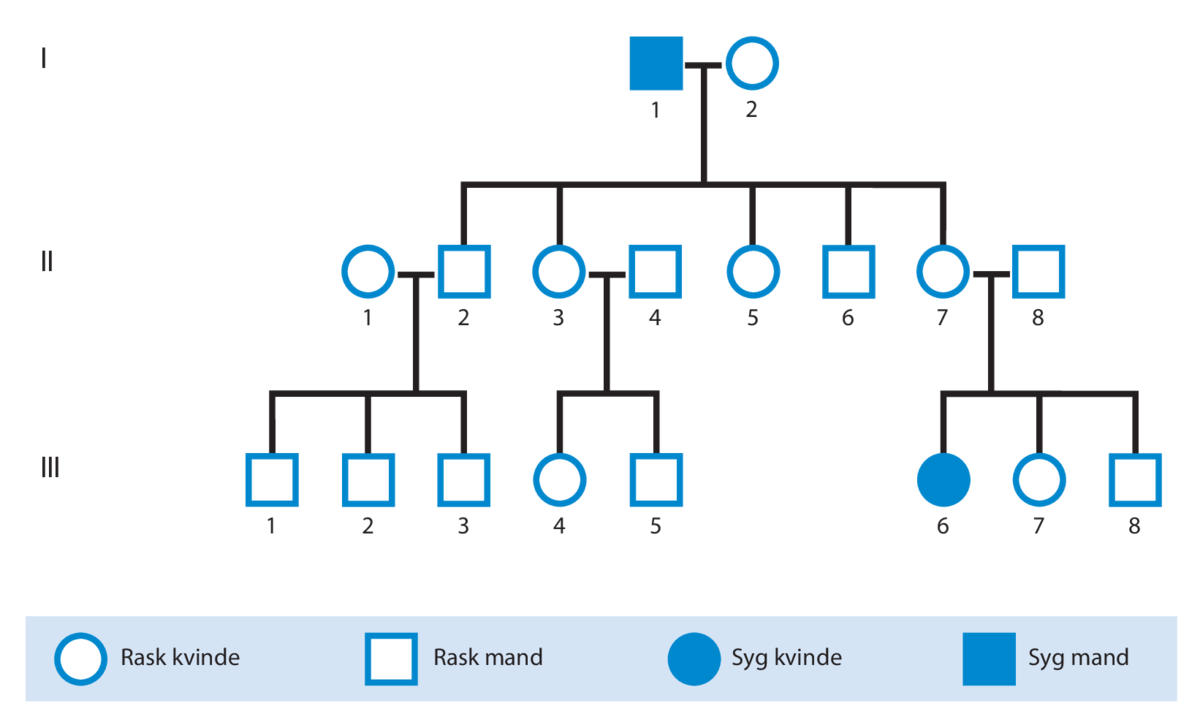 I
1 2
II
1 2 3 4 5 6 7 8
III
1 2 3 4 5 6 7 8
Rask kvinde Rask mand Syg kvinde Syg mand